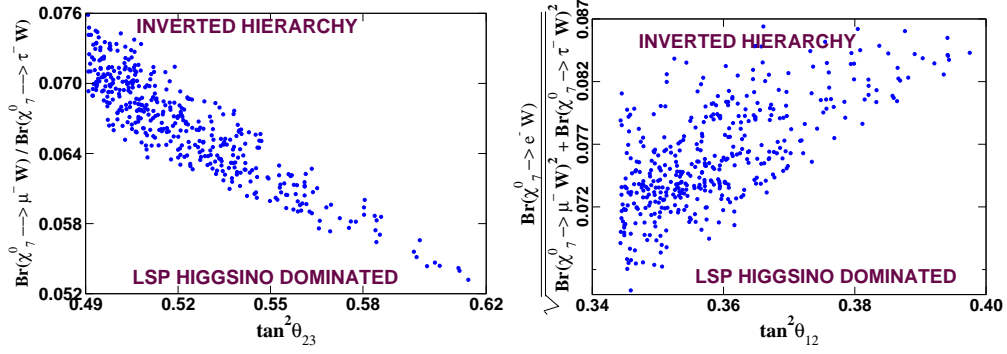 Br(χ⁰₇ —> μ⁻ W) / Br(χ⁰₇ —> τ⁻ W)
0.076
0.070
0.064
0.058
0.052
INVERTED HIERARCHY
LSP HIGGSINO DOMINATED
0.49
0.52
0.55
0.58
0.62
tan²θ₂₃
Br(χ⁰₇ —> e⁻ W)
√Br(χ⁰₇ —> μ⁻ W)² + Br(χ⁰₇ —> τ⁻ W)²
0.087
0.082
0.077
0.072
INVERTED HIERARCHY
LSP HIGGSINO DOMINATED
0.34
0.36
0.38
0.40
tan²θ₁₂